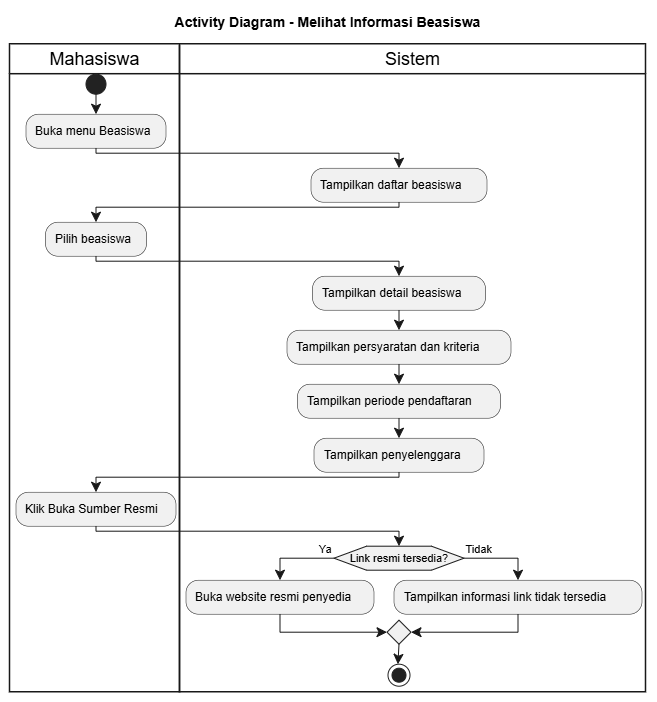 Activity Diagram - Melihat Informasi Beasiswa
Mahasiswa
Sistem
Buka menu Beasiswa
Tampilkan daftar beasiswa
Pilih beasiswa
Tampilkan detail beasiswa
Tampilkan persyaratan dan kriteria
Tampilkan periode pendaftaran
Tampilkan penyelenggara
Klik Buka Sumber Resmi
Ya
Link resmi tersedia?
Tidak
Buka website resmi penyedia
Tampilkan informasi link tidak tersedia